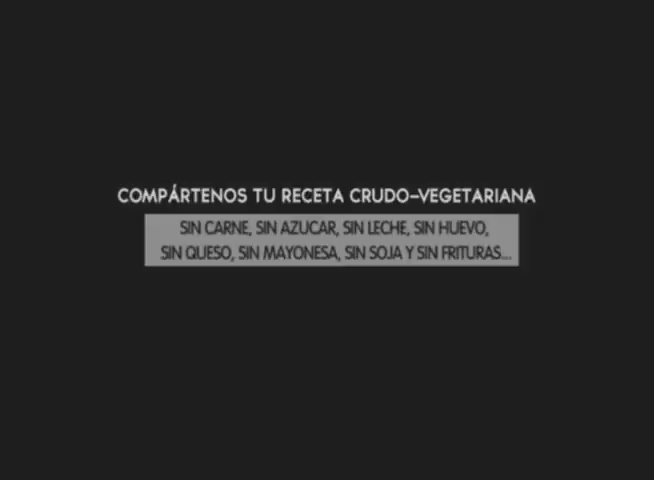 COMPÁRTENOS TU RECETA CRUDO-VEGETARIANA
SIN CARNE, SIN AZUCAR, SIN LECHE, SIN HUEVO,
SIN QUESO, SIN MAYONESA, SIN SOJA Y SIN FRITURAS...